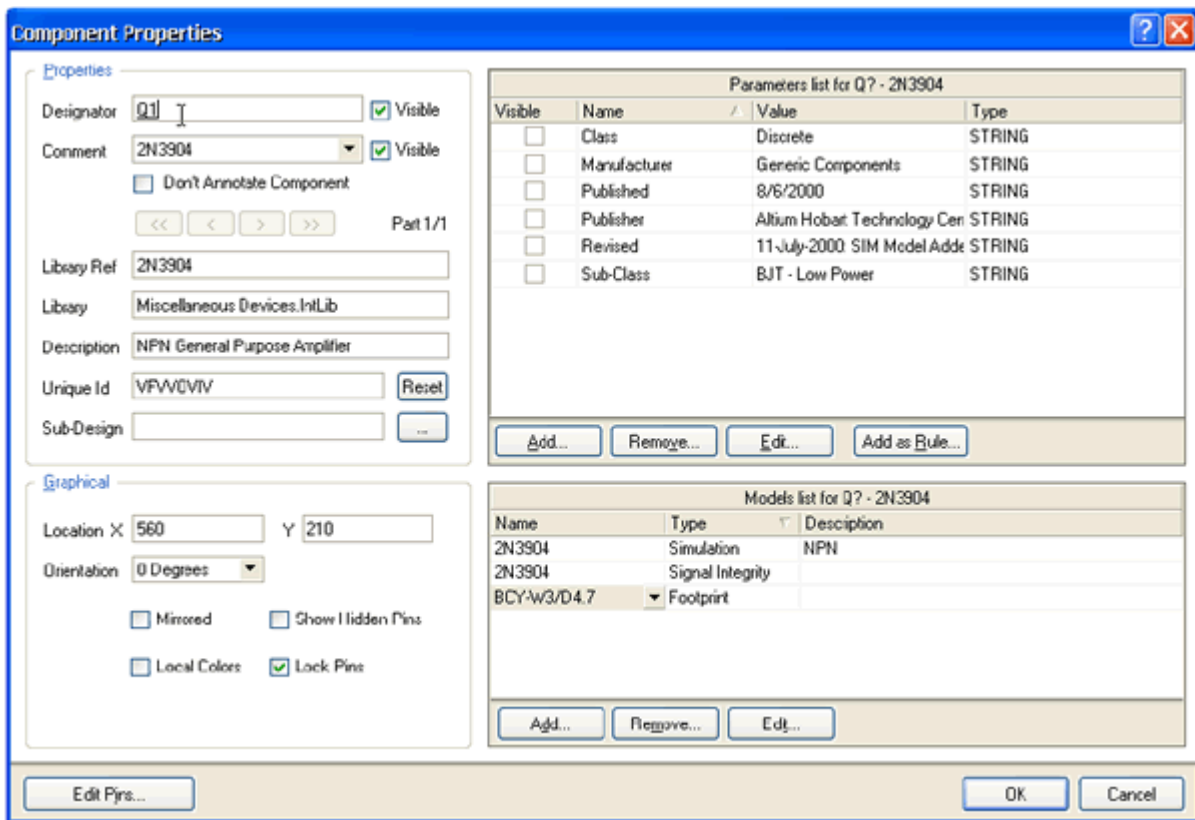 Component Properties
Properties
Designator Q1 Visible
Comment 2N3904 Visible
Don't Annotate Component
<< < > >> Part 1/1
Library Ref 2N3904
Library Miscellaneous Devices.IntLib
Description NPN General Purpose Amplifier
Unique Id Reset
Sub-Design ...
Parameters list for Q? - 2N3904
Visible Name Value Type
Class Discrete STRING
Manufacturer Generic Components STRING
Published 8/6/2000 STRING
Publisher Altium Hobart Technology Cen STRING
Revised 11-July-2000: SIM Model Adde STRING
Sub-Class BJT - Low Power STRING
Add... Remove... Edit... Add as Rule...
Graphical
Location X 560 Y 210
Orientation 0 Degrees
Mirrored Show Hidden Pins
Local Colors Lock Pins
Models list for Q? - 2N3904
Name Type Desciption
2N3904 Simulation NPN
2N3904 Signal Integrity
BCY-W3/D4.7 Footprint
Add... Remove... Edit...
Edit Pins... OK Cancel